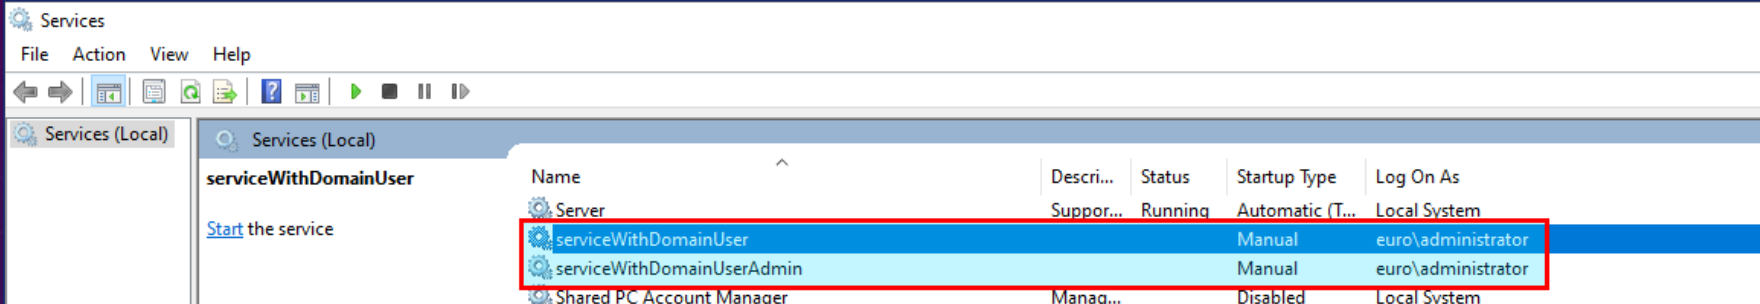 Services
File Action View Help
Services (Local)
Services (Local)
serviceWithDomainUser
Start the service
Name Descri... Status Startup Type Log On As
Server Suppor... Running Automatic (T... Local System
serviceWithDomainUser Manual euro\administrator
serviceWithDomainUserAdmin Manual euro\administrator
Shared PC Account Manager Manag... Disabled Local System